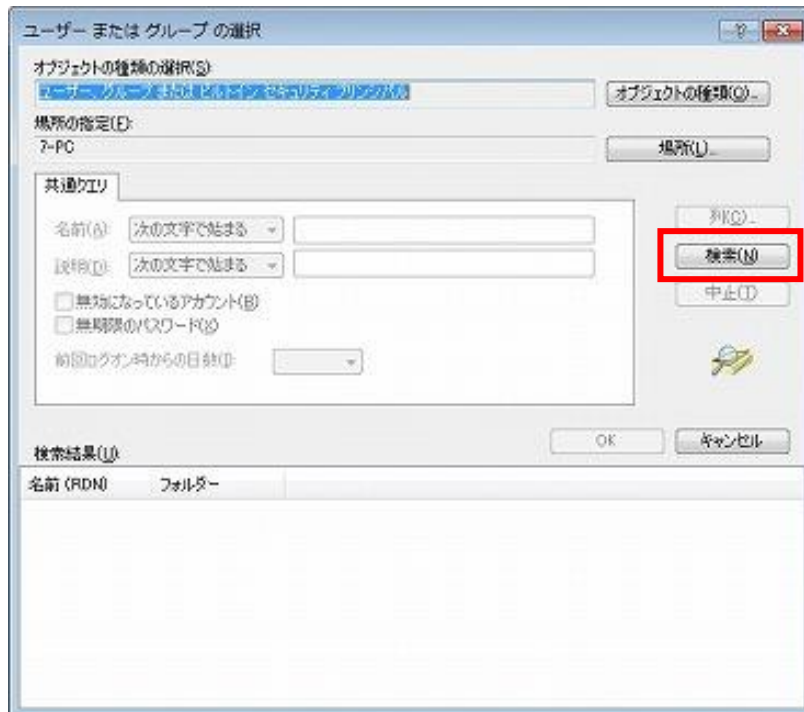 ユーザー または グループ の選択
オブジェクトの種類の選択(S):
ユーザー、グループ または ビルトイン セキュリティ プリンシパル
オブジェクトの種類(O)...
場所の指定(F):
7-PC
場所(L)...
共通クエリ
名前(A):
次の文字で始まる
列(C)...
説明(D):
次の文字で始まる
検索(N)
中止(T)
無効になっているアカウント(B)
無期限のパスワード(X)
前回ログオン時からの日数(I):
OK
キャンセル
検索結果(U):
名前 (RDN)
フォルダー